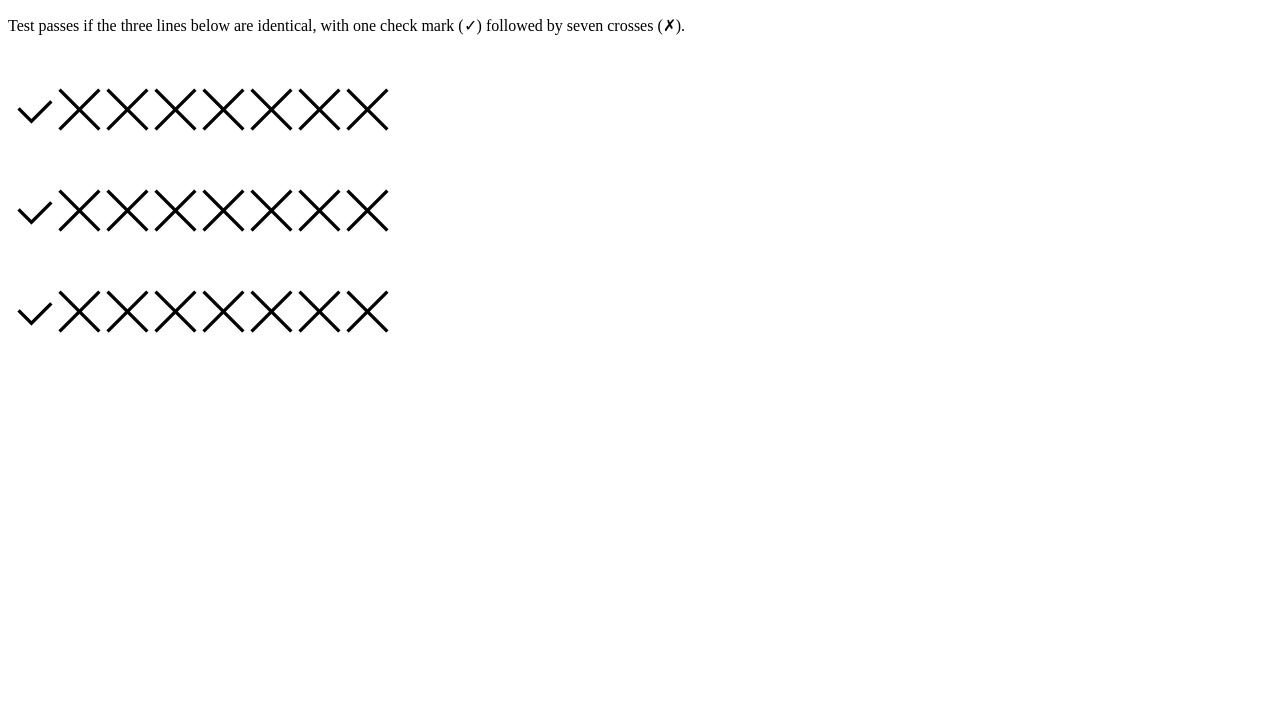 Test passes if the three lines below are identical, with one check mark (✓) followed by seven crosses (✗).
✓✗✗✗✗✗✗✗
✓✗✗✗✗✗✗✗
✓✗✗✗✗✗✗✗